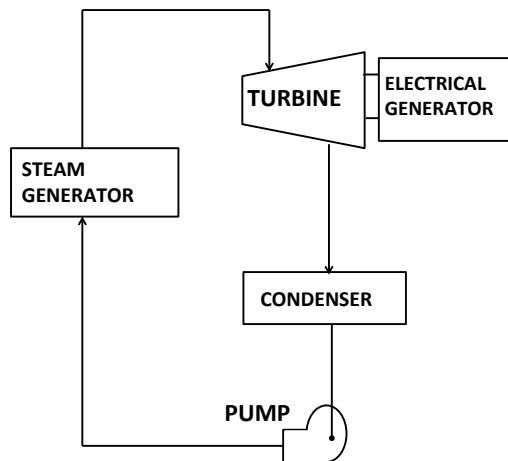 TURBINE
ELECTRICAL
GENERATOR
STEAM
GENERATOR
CONDENSER
PUMP